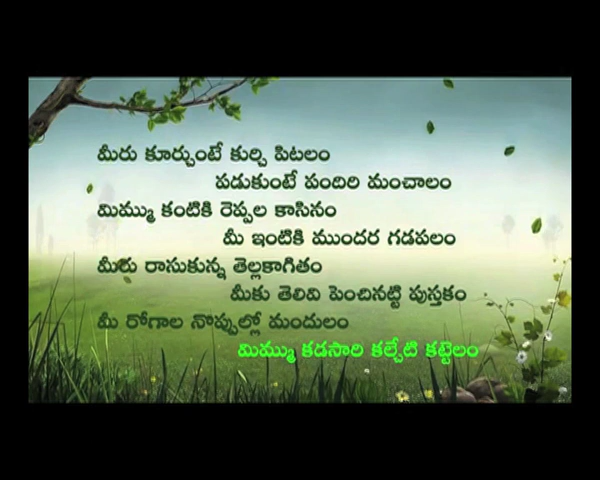 మీరు కూర్చుంటే కుర్చి పిటలం
పడుకుంటే పందిరి మంచాలం
మిమ్ము కంటికి రెప్పల కాసినం
మీ ఇంటికి ముందర గడపలం
మీరు రాసుకున్న తెల్లకాగితం
మీకు తెలివి పెంచినట్టి పుస్తకం
మీ రోగాల నొప్పుల్లో మందులం
మిమ్ము కడసారి కల్చేటి కట్టెలం